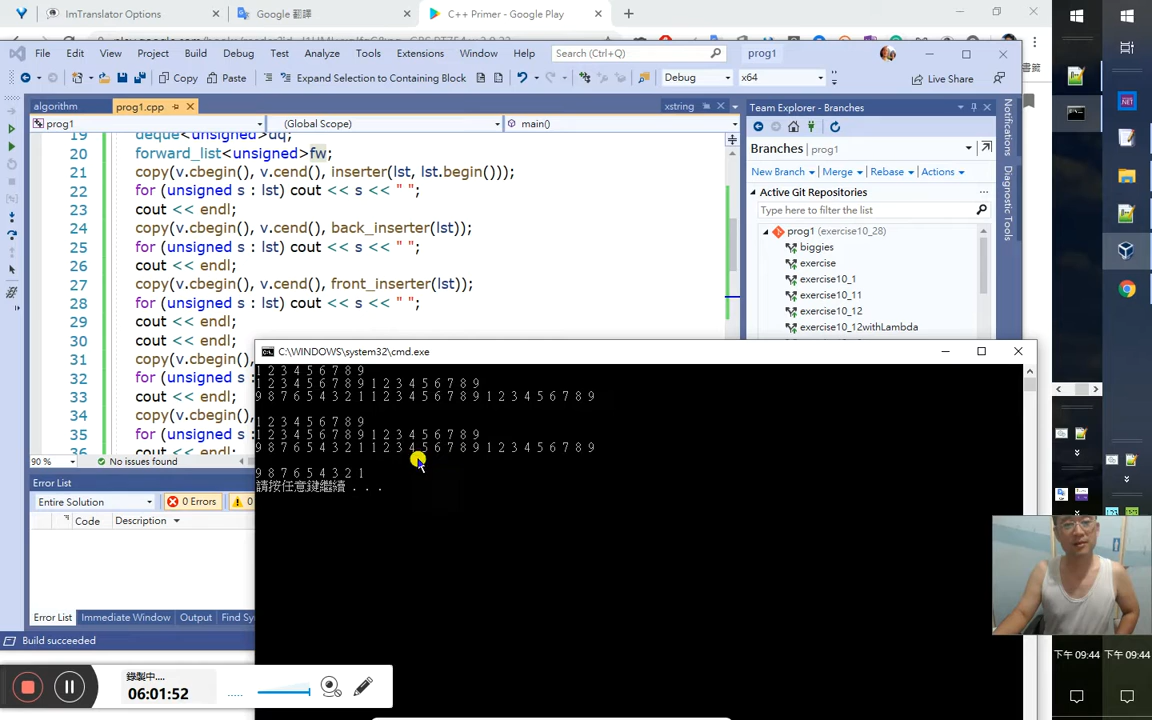 ImTranslator Options
Google 翻譯
C++ Primer - Google Play
File Edit View Project Build Debug Test Analyze Tools Extensions Window Help Search (Ctrl+Q) prog1
Copy Paste Expand Selection to Containing Block Debug x64 Live Share
algorithm prog1.cpp xstring
prog1 (Global Scope) main()
19 deque<unsigned>dq;
20 forward_list<unsigned>fw;
21 copy(v.cbegin(), v.cend(), inserter(lst, lst.begin()));
22 for (unsigned s : lst) cout << s << " ";
23 cout << endl;
24 copy(v.cbegin(), v.cend(), back_inserter(lst));
25 for (unsigned s : lst) cout << s << " ";
26 cout << endl;
27 copy(v.cbegin(), v.cend(), front_inserter(lst));
28 for (unsigned s : lst) cout << s << " ";
29 cout << endl;
30 cout << endl;
31 copy(v.cbegin()
32 for (unsigned s
33 cout << endl;
34 copy(v.cbegin()
35 for (unsigned s
90 % No issues found
Team Explorer - Branches
Branches | prog1
New Branch Merge Rebase Actions
Active Git Repositories
Type here to filter the list
prog1 (exercise10_28)
biggies
exercise
exercise10_1
exercise10_11
exercise10_12
exercise10_12withLambda
Notifications
Diagnostic Tools
Error List
Entire Solution 0 Errors 0
Code Description
Error List Immediate Window Output Find Sy
Build succeeded
C:\WINDOWS\system32\cmd.exe
1 2 3 4 5 6 7 8 9
1 2 3 4 5 6 7 8 9 1 2 3 4 5 6 7 8 9
9 8 7 6 5 4 3 2 1 1 2 3 4 5 6 7 8 9 1 2 3 4 5 6 7 8 9
1 2 3 4 5 6 7 8 9
1 2 3 4 5 6 7 8 9 1 2 3 4 5 6 7 8 9
9 8 7 6 5 4 3 2 1 1 2 3 4 5 6 7 8 9 1 2 3 4 5 6 7 8 9
9 8 7 6 5 4 3 2 1
請按任意鍵繼續 . . .
錄製中....
06:01:52
下午 09:44
下午 09:44